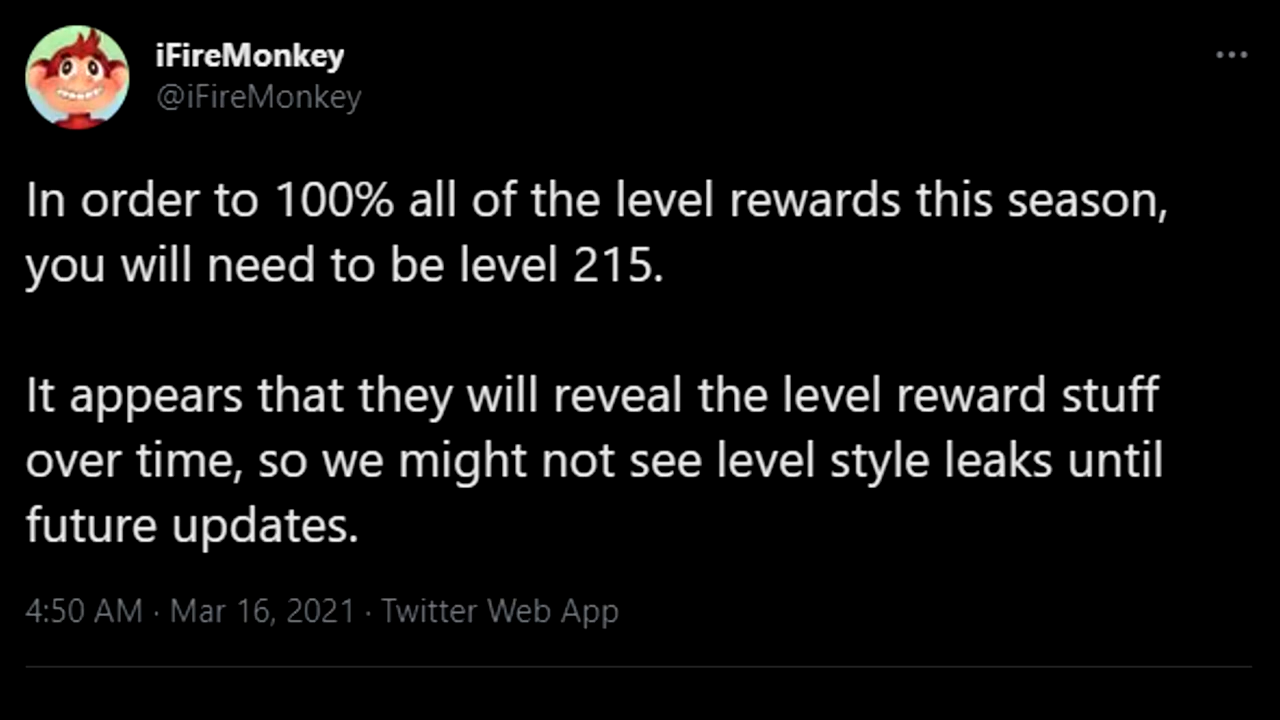 iFireMonkey
@iFireMonkey
In order to 100% all of the level rewards this season,
you will need to be level 215.
It appears that they will reveal the level reward stuff
over time, so we might not see level style leaks until
future updates.
4:50 AM · Mar 16, 2021 · Twitter Web App